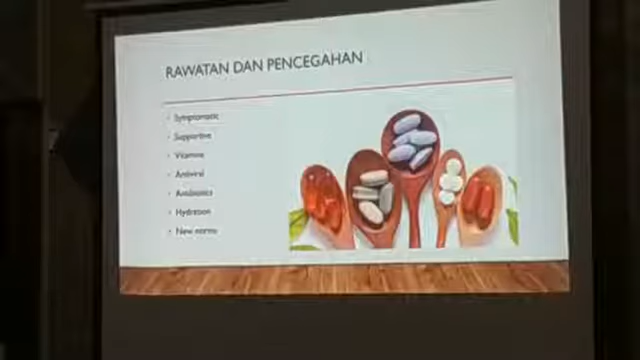 RAWATAN DAN PENCEGAHAN
Symptomatic
Supportive
Vitamins
Antiviral
Antibiotics
Hydration
New norms